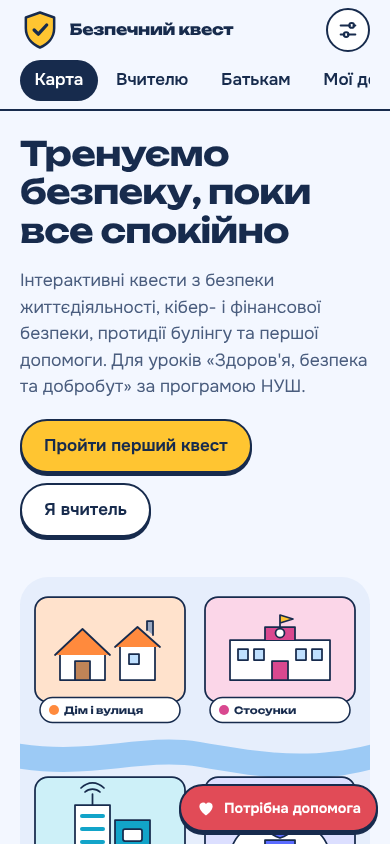 Безпечний квест
Карта
Вчителю
Батькам
Тренуємо
безпеку, поки
все спокійно
Інтерактивні квести з безпеки
життєдіяльності, кібер- і фінансової
безпеки, протидії булінгу та першої
допомоги. Для уроків «Здоров'я, безпека
та добробут» за програмою НУШ.
Пройти перший квест
Я вчитель
Дім і вулиця
Стосунки
Потрібна допомога